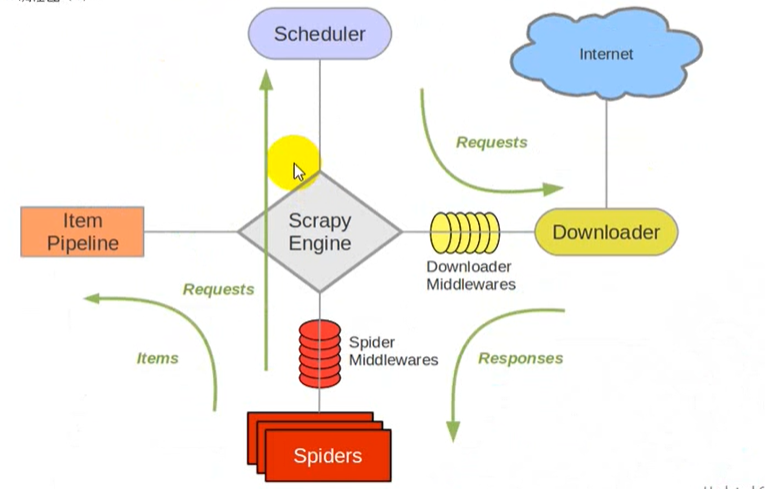 Scheduler
Internet
Requests
Item
Pipeline
Scrapy
Engine
Downloader
Downloader
Middlewares
Requests
Spider
Middlewares
Items
Responses
Spiders